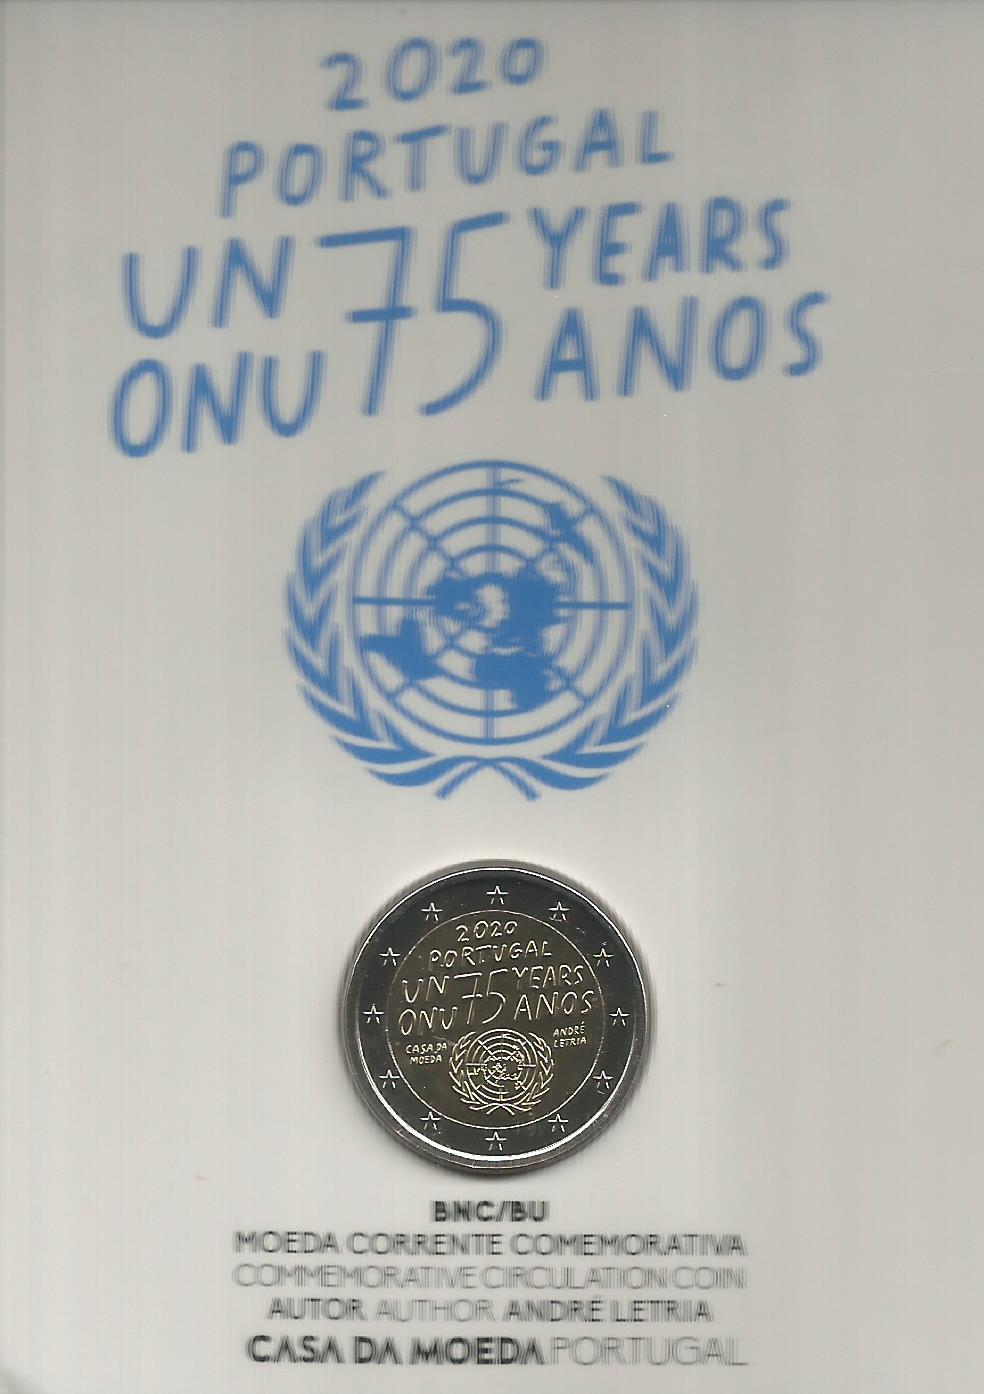 2020
PORTUGAL
UN 75 YEARS
ONU ANOS
2020
PORTUGAL
UN 75 YEARS
ONU ANOS
CASA DA
MOEDA
ANDRÉ
LETRIA
BNC/BU
MOEDA CORRENTE COMEMORATIVA
COMMEMORATIVE CIRCULATION COIN
AUTOR AUTHOR ANDRÉ LETRIA
CASA DA MOEDA PORTUGAL